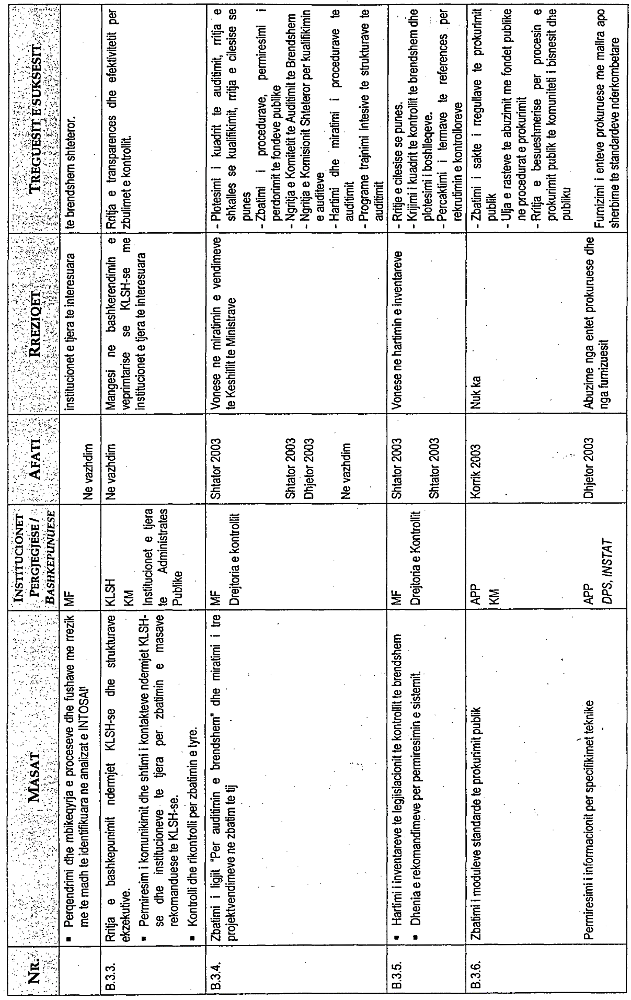 NR.
MASAT
INSTITUCIONET
PERGJEGJESE /
BASHKEPUNUESE
AFATI
RREZIQET
TREGUESIT E SUKSESIT
▪ Perqendrimi dhe mbikeqyrja e proceseve dhe fushave me rrezik
me te madh te identifikuara ne analizat e INTOSAI
MF
Ne vazhdim
institucionet e tjera te interesuara
te brendshem shteteror.
B.3.3.
Rritja e bashkepunimit ndermjet KLSH-se dhe strukturave
ekzekutive.
▪ Permiresim i komunikimit dhe shtimi i kontakteve ndermjet KLSH-
se dhe institucioneve te tjera per zbatimin e masave
rekomanduese te KLSH-se.
▪ Kontrolli dhe rikontrolli per zbatimin e tyre.
KLSH
KM
Institucionet e tjera
te Administrates
Publike
Ne vazhdim
Mangesi ne bashkerendimin e
veprimtarise se KLSH-se me
institucionet e tjera te interesuara
Rritja e transparences dhe efektivitetit per
zbulimet e kontrollit.
B.3.4.
Zbatimi i ligjit "Per auditimin e brendshem" dhe miratimi i tre
projektvendimeve ne zbatim te tij
MF
Drejtoria e kontrollit
Shtator 2003
Shtator 2003
Dhjetor 2003
Ne vazhdim
Vonese ne miratimin e vendimeve
te Keshillit te Ministrave
- Plotesimi i kuadrit te auditimit, rritja e
shkalles se kualifikimit, rritja e cilesise se
punes
- Zbatimi i procedurave, permiresimi i
perdorimit te fondeve publike
- Ngritja e Komitetit te Auditimit te Brendshem
- Ngritja e Komisionit Shteteror per kualifikimin
e auditeve
- Hartimi dhe miratimi i procedurave te
auditimit
- Programe trajnimi intesive te strukturave te
auditimit
B.3.5.
▪ Hartimi i inventareve te legjislacionit te kontrollit te brendshem
▪ Dhenia e rekomandimeve per permiresimin e sistemit.
MF
Drejtoria e Kontrollit
Shtator 2003
Shtator 2003
Vonese ne hartimin e inventareve
- Rritje e cilesise se punes.
- Krijimi i kuadrit te kontrollit te brendshem dhe
plotesimi i boshlleqeve.
- Percaktimi i termave te references per
rekrutimin e kontrolloreve
B.3.6.
Zbatimi i moduleve standarde te prokurimit publik
APP
KM
Korrik 2003
Nuk ka
- Zbatimi i sakte i rregullave te prokurimit
publik
- Ulja e rasteve te abuzimit me fondet publike
ne procedurat e prokurimit
- Rritja e besueshmerise per procesin e
prokurimit publik te komuniteti i bisnesit dhe
publiku
Permiresimi i informacionit per specifikimet teknike
APP
DPS, INSTAT
Dhjetor 2003
Abuzime nga entet prokuruese dhe
nga furnizuesit
Furnizimi i enteve prokuruese me mallra apo
sherbime te standardeve nderkombetare